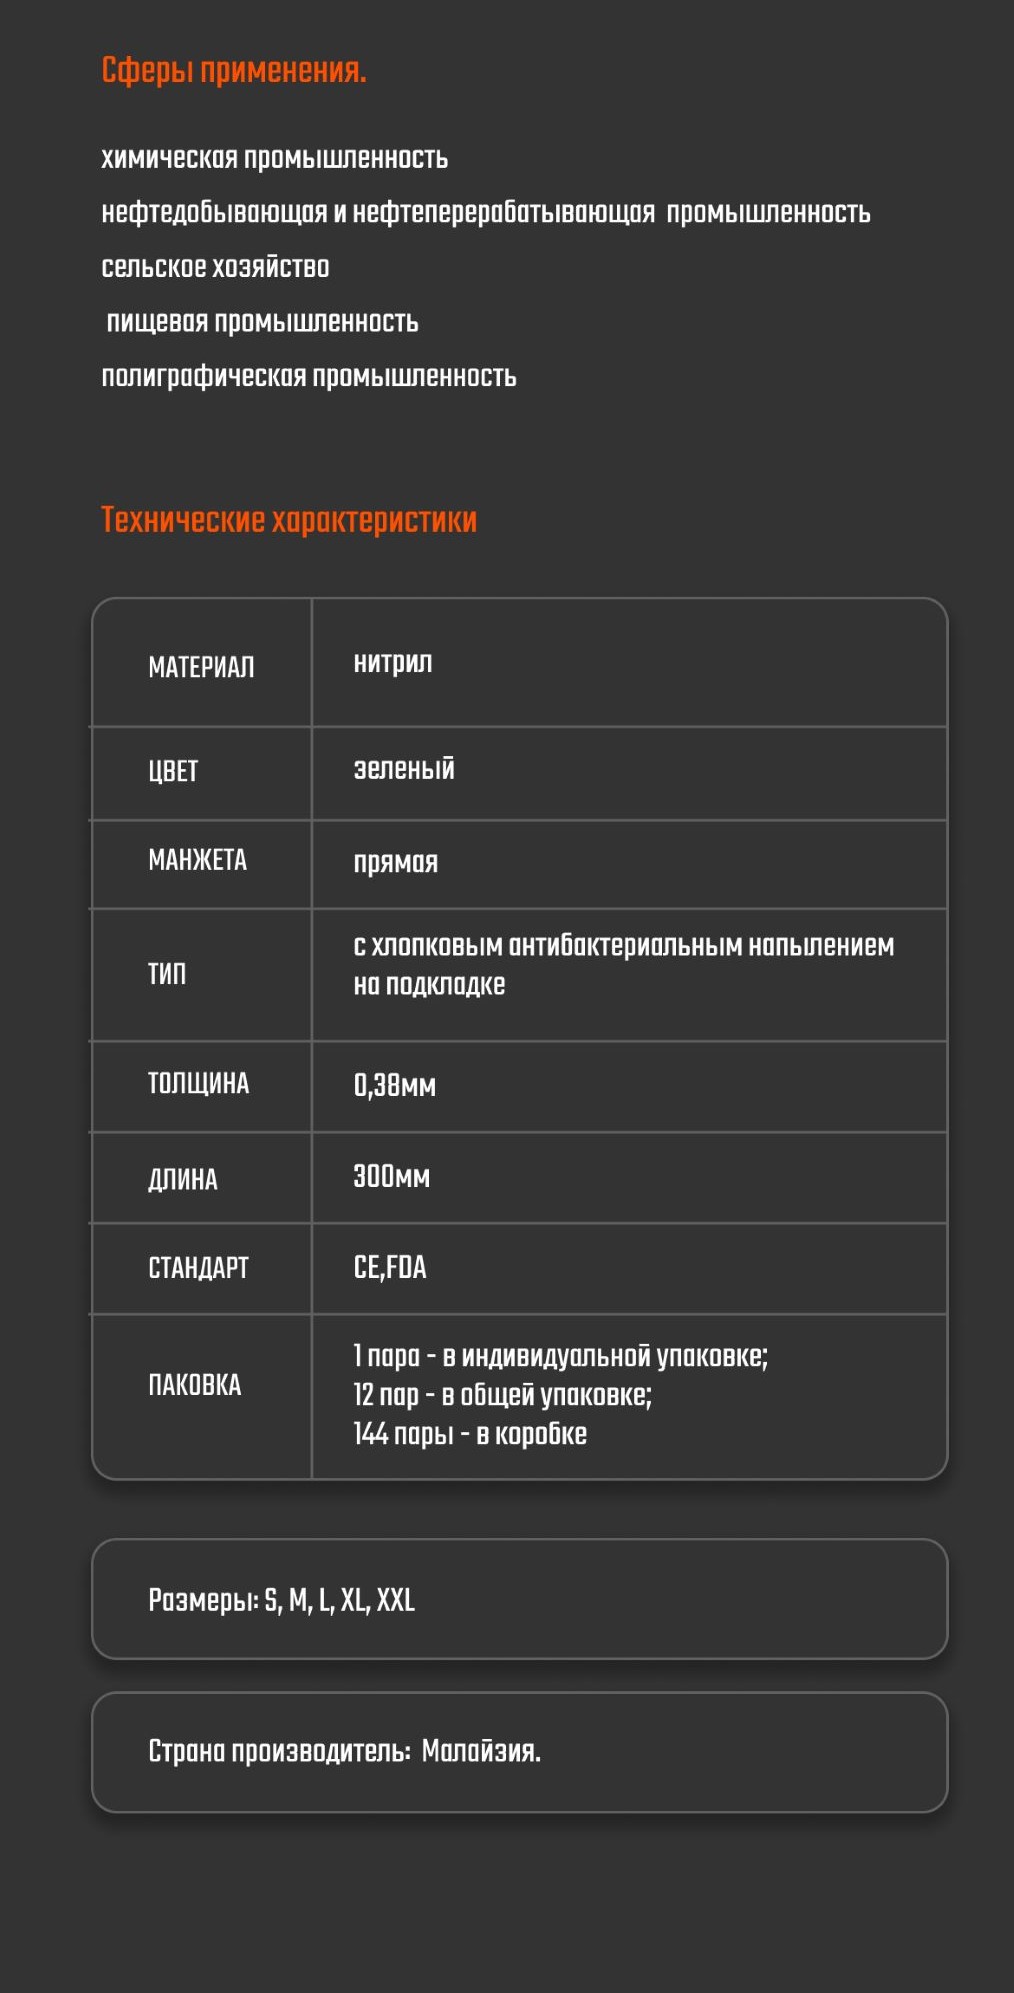 Сферы применения.
химическая промышленность
нефтедобывающая и нефтеперерабатывающая промышленность
сельское хозяйство
пищевая промышленность
полиграфическая промышленность
Технические характеристики
МАТЕРИАЛ
нитрил
ЦВЕТ
зеленый
МАНЖЕТА
прямая
ТИП
с хлопковым антибактериальным напылением
на подкладке
ТОЛЩИНА
0,38мм
ДЛИНА
300мм
СТАНДАРТ
CE,FDA
ПАКОВКА
1 пара - в индивидуальной упаковке;
12 пар - в общей упаковке;
144 пары - в коробке
Размеры: S, M, L, XL, XXL
Страна производитель: Малайзия.